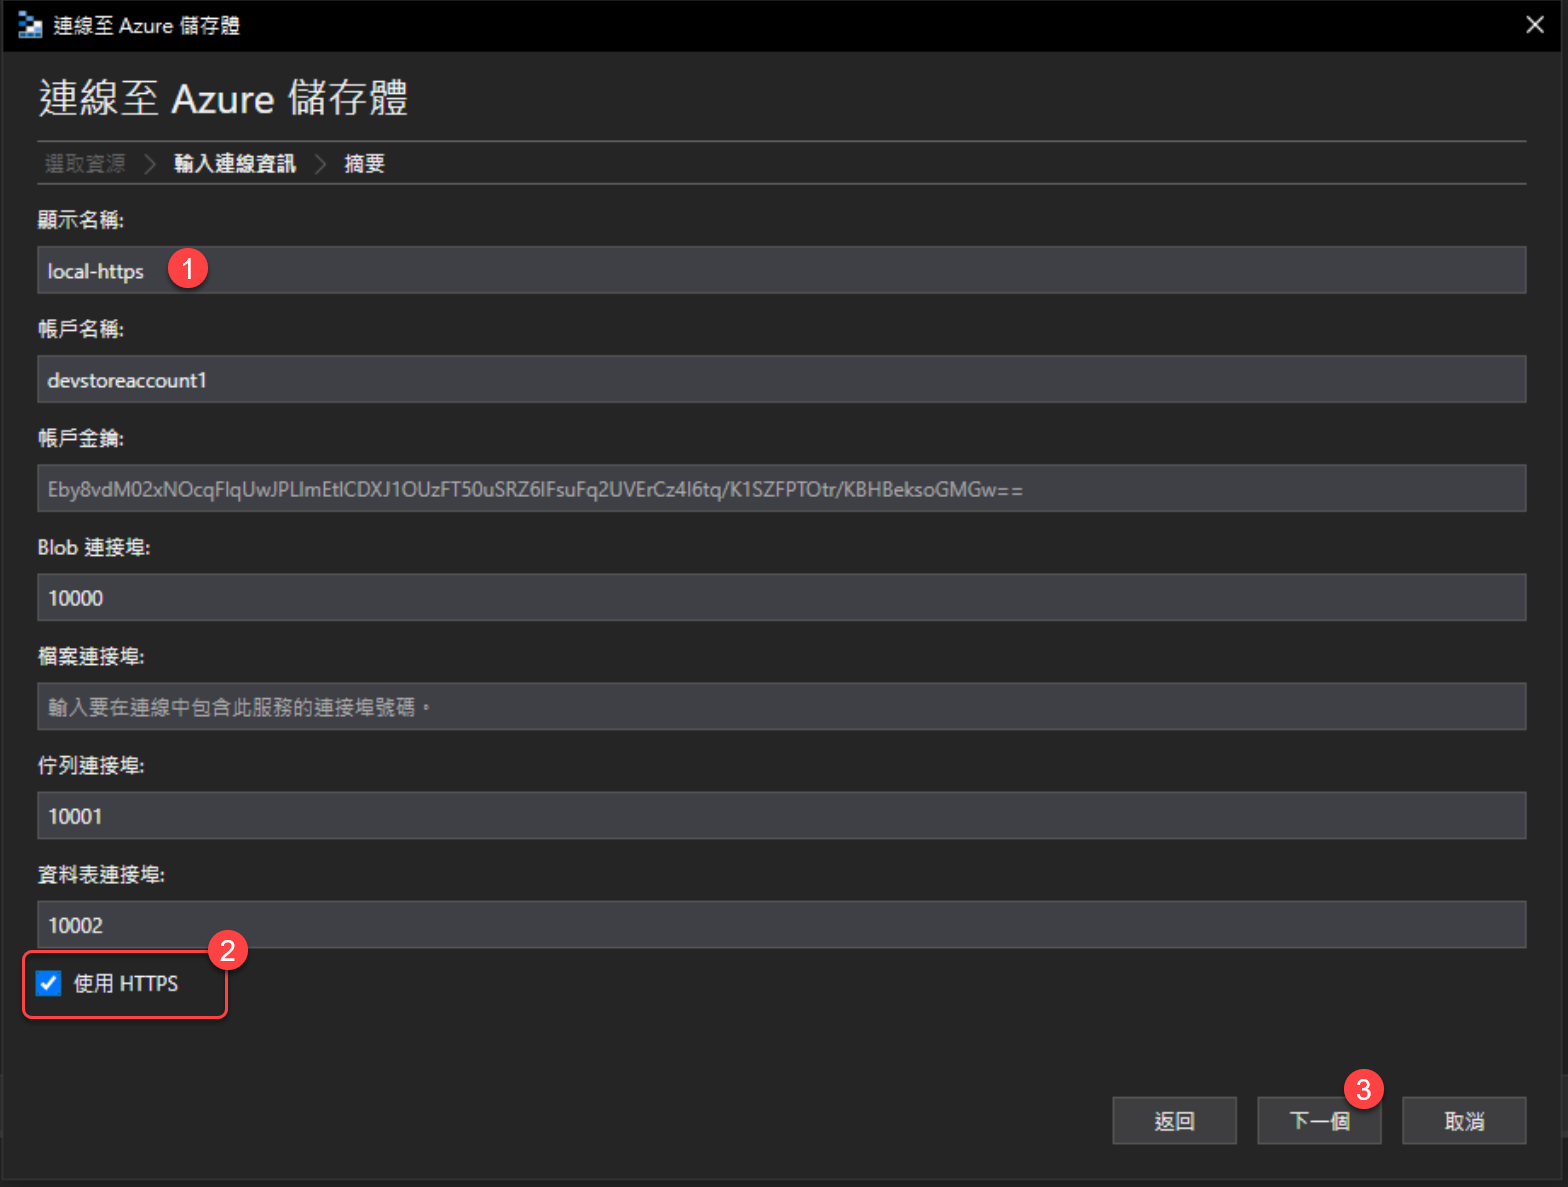 連線至 Azure 儲存體
連線至 Azure 儲存體
選取資源 輸入連線資訊 摘要
顯示名稱:
local-https 1
帳戶名稱:
devstoreaccount1
帳戶金鑰:
Eby8vdM02xNOcqFlqUwJPLlmEtlCDXJ1OUzFT50uSRZ6IFsuFq2UVErCz4I6tq/K1SZFPTOtr/KBHBeksoGMGw==
Blob 連接埠:
10000
檔案連接埠:
輸入要在連線中包含此服務的連接埠號碼。
佇列連接埠:
10001
資料表連接埠:
10002
2
使用 HTTPS
3
返回 下一個 取消